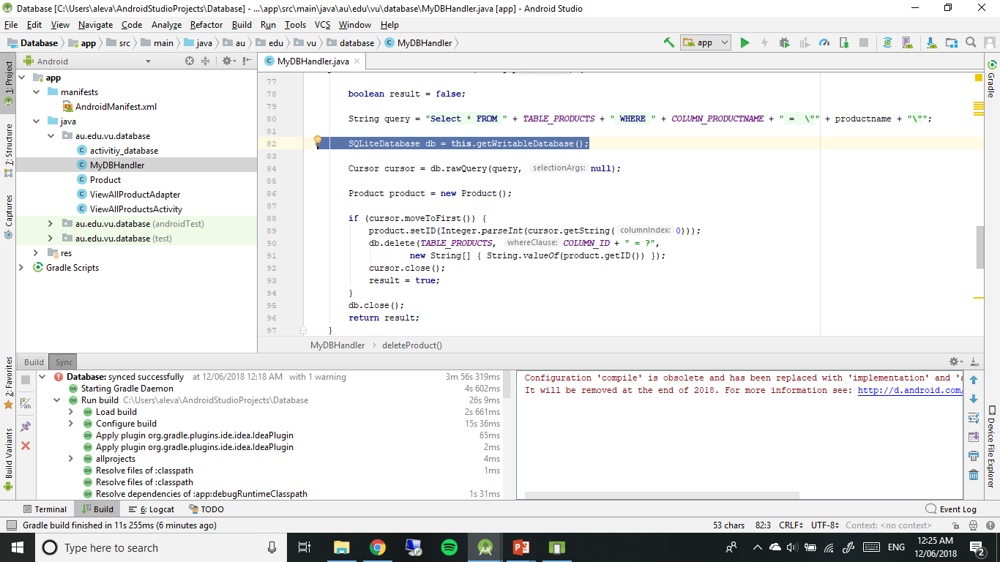 Database [C:\Users\aleva\AndroidStudioProjects\Database] - ...\app\src\main\java\au\edu\vu\database\MyDBHandler.java [app] - Android Studio
File Edit View Navigate Code Analyze Refactor Build Run Tools VCS Window Help
Database app src main java au edu vu database MyDBHandler app
Android
MyDBHandler.java
1: Project
7: Structure
Captures
2: Favorites
Build Variants
app
manifests
AndroidManifest.xml
java
au.edu.vu.database
activitiy_database
MyDBHandler
Product
ViewAllProductAdapter
ViewAllProductsActivity
au.edu.vu.database (androidTest)
au.edu.vu.database (test)
res
Gradle Scripts
77
78 boolean result = false;
79
80 String query = "Select * FROM " + TABLE_PRODUCTS + " WHERE " + COLUMN_PRODUCTNAME + " =  \"" + productname + "\"";
81
82 SQLiteDatabase db = this.getWritableDatabase();
83
84 Cursor cursor = db.rawQuery(query, selectionArgs: null);
85
86 Product product = new Product();
87
88 if (cursor.moveToFirst()) {
89 product.setID(Integer.parseInt(cursor.getString( columnIndex: 0)));
90 db.delete(TABLE_PRODUCTS, whereClause: COLUMN_ID + " = ?",
91 new String[] { String.valueOf(product.getID()) });
92 cursor.close();
93 result = true;
94 }
95 db.close();
96 return result;
97 }
MyDBHandler deleteProduct()
Gradle
Device File Explorer
Build Sync
Database: synced successfully at 12/06/2018 12:18 AM with 1 warning 3m 56s 319ms
Starting Gradle Daemon 4s 602ms
Run build C:\Users\aleva\AndroidStudioProjects\Database 26s 9ms
Load build 2s 661ms
Configure build 15s 36ms
Apply plugin org.gradle.plugins.ide.idea.IdeaPlugin 65ms
Apply plugin org.gradle.plugins.ide.idea.IdeaPlugin 2ms
allprojects 4ms
Resolve files of :classpath 1ms
Resolve files of :classpath
Resolve dependencies of :app:debugRuntimeClasspath 1s 31ms
Configuration 'compile' is obsolete and has been replaced with 'implementation' and 'a
It will be removed at the end of 2018. For more information see: http://d.android.com/
Terminal Build 6: Logcat TODO Event Log
Gradle build finished in 11s 255ms (6 minutes ago) 53 chars 82:3 CRLF UTF-8 Context: <no context>
Type here to search ENG 12:25 AM
12/06/2018 2